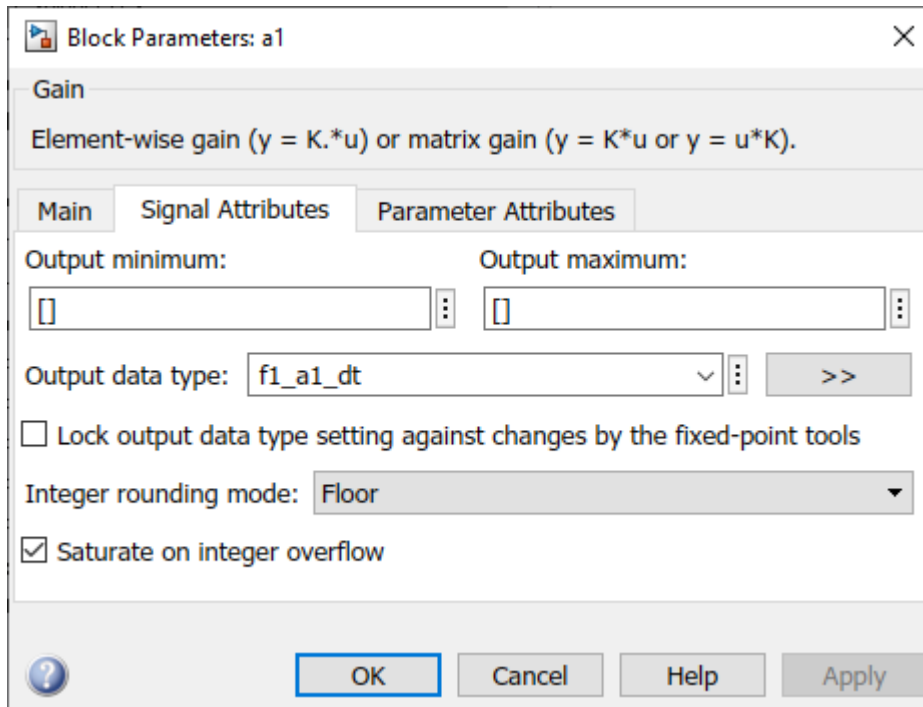 Block Parameters: a1
Gain
Element-wise gain (y = K.*u) or matrix gain (y = K*u or y = u*K).
Main Signal Attributes Parameter Attributes
Output minimum: Output maximum:
[] []
Output data type: f1_a1_dt >>
Lock output data type setting against changes by the fixed-point tools
Integer rounding mode: Floor
Saturate on integer overflow
? OK Cancel Help Apply